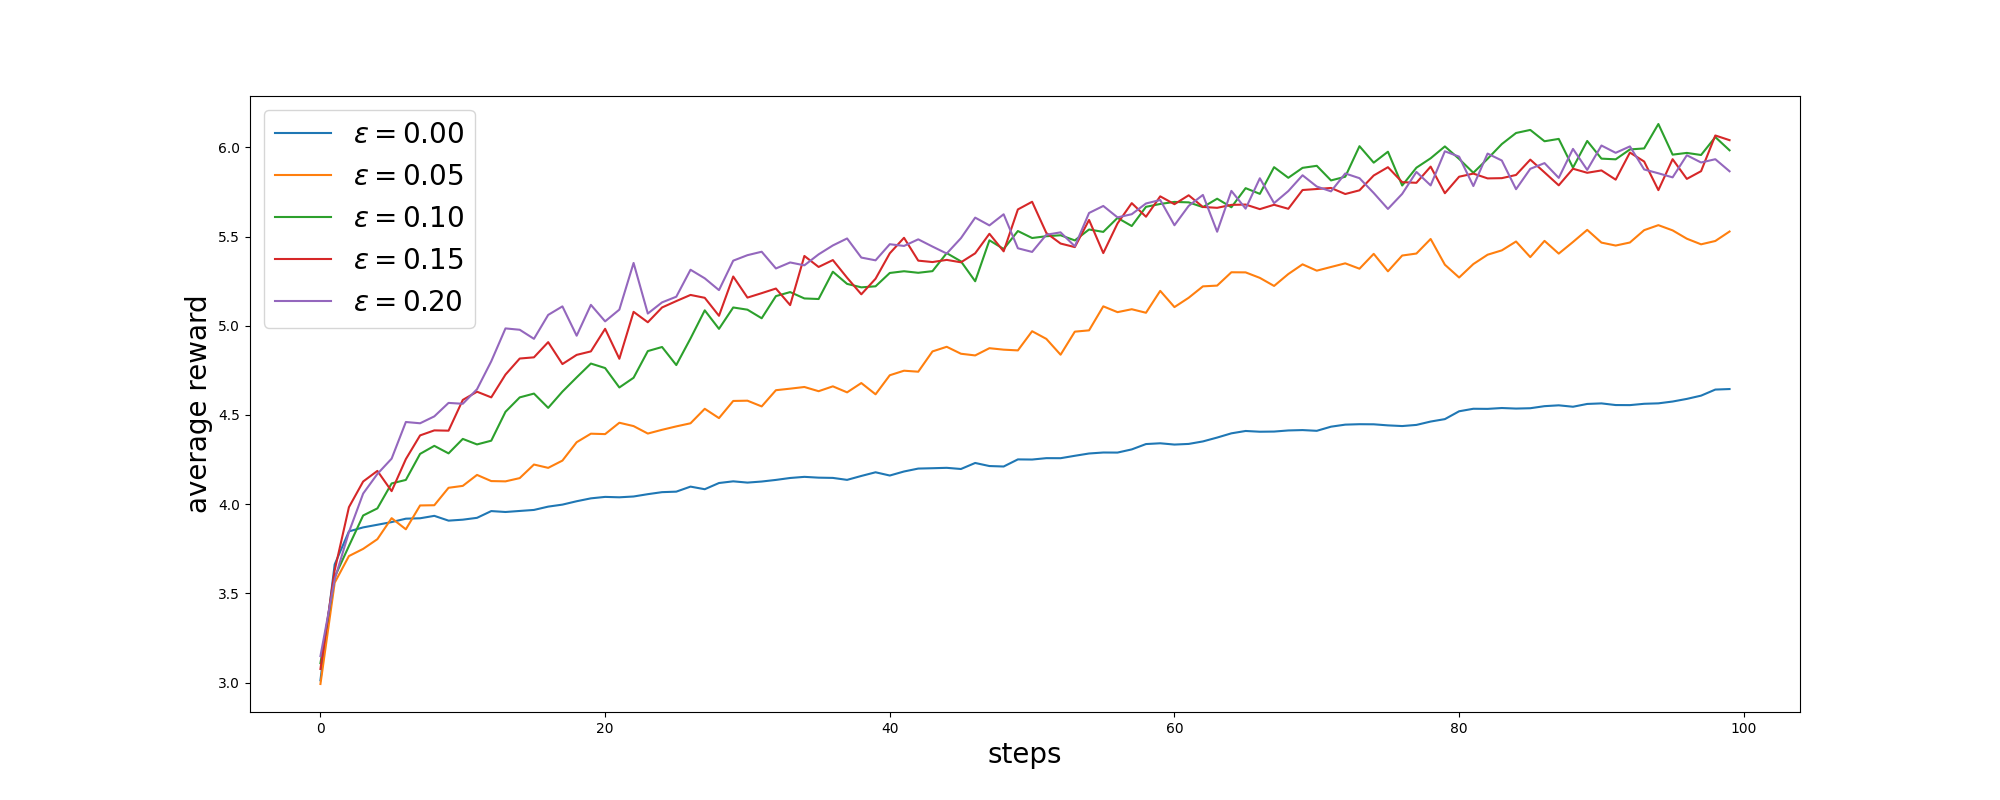 ε = 0.00
ε = 0.05
ε = 0.10
ε = 0.15
ε = 0.20
6.0
5.5
5.0
4.5
4.0
3.5
3.0
average reward
0 20 40 60 80 100
steps